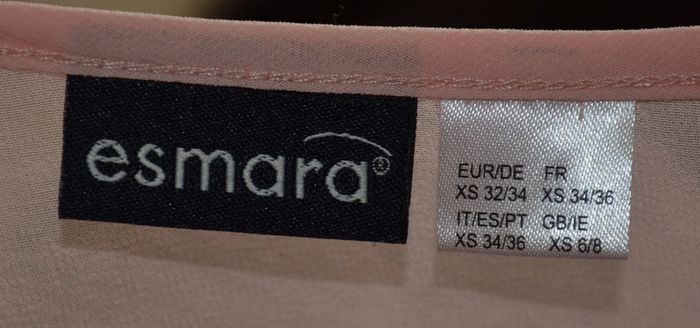 esmara®
EUR/DE FR
XS 32/34 XS 34/36
IT/ES/PT GB/IE
XS 34/36 XS 6/8